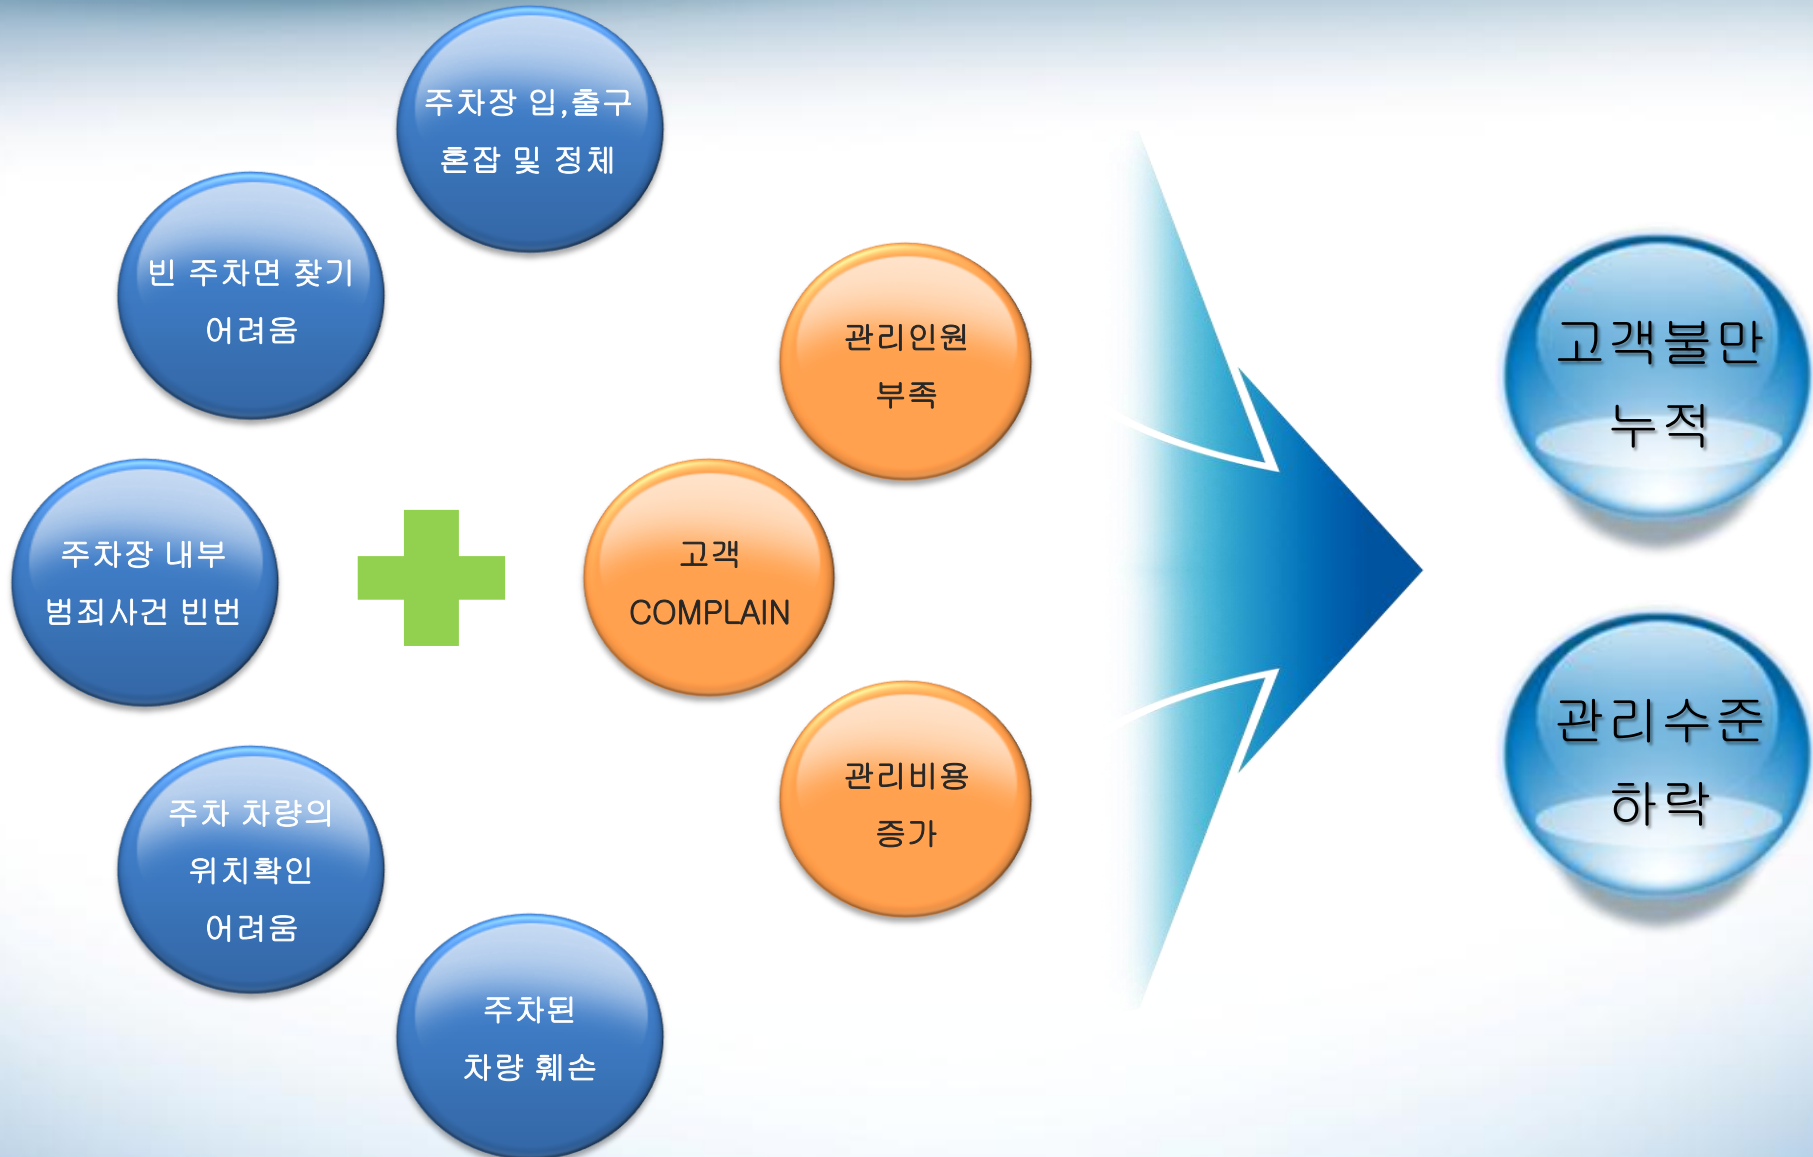 주차장 입,출구
혼잡 및 정체
빈 주차면 찾기
어려움
주차장 내부
범죄사건 빈번
주차 차량의
위치확인
어려움
주차된
차량 훼손
관리인원
부족
고객
COMPLAIN
관리비용
증가
고객불만
누적
관리수준
하락